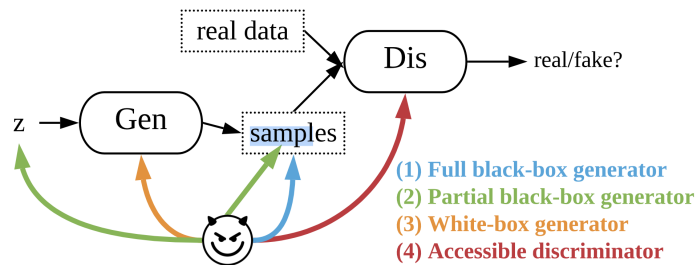 real data
Dis
real/fake?
z
Gen
samples
(1) Full black-box generator
(2) Partial black-box generator
(3) White-box generator
(4) Accessible discriminator